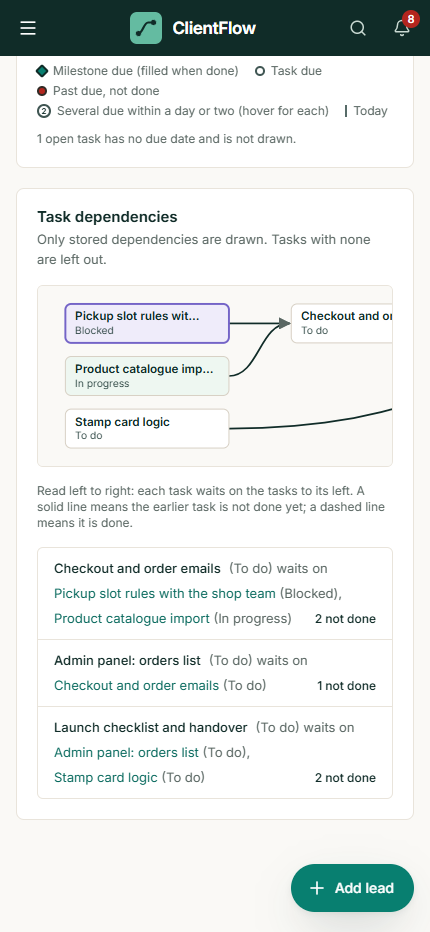 ClientFlow
8
Milestone due (filled when done) Task due
Past due, not done
2 Several due within a day or two (hover for each) Today
1 open task has no due date and is not drawn.
Task dependencies
Only stored dependencies are drawn. Tasks with none
are left out.
Pickup slot rules wit...
Blocked
Checkout and or
To do
Product catalogue imp...
In progress
Stamp card logic
To do
Read left to right: each task waits on the tasks to its left. A
solid line means the earlier task is not done yet; a dashed line
means it is done.
Checkout and order emails (To do) waits on
Pickup slot rules with the shop team (Blocked),
Product catalogue import (In progress) 2 not done
Admin panel: orders list (To do) waits on
Checkout and order emails (To do) 1 not done
Launch checklist and handover (To do) waits on
Admin panel: orders list (To do),
Stamp card logic (To do) 2 not done
Add lead